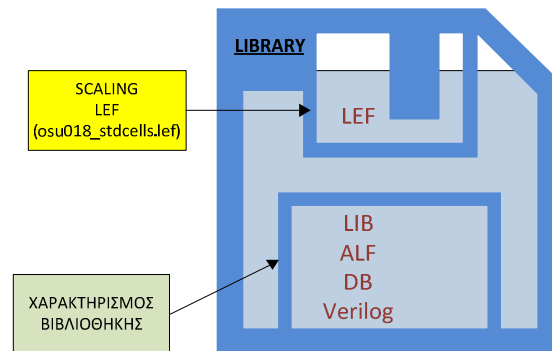 LIBRARY
SCALING
LEF
(osu018_stdcells.lef)
LEF
LIB
ALF
DB
Verilog
ΧΑΡΑΚΤΗΡΙΣΜΟΣ
ΒΙΒΛΙΟΘΗΚΗΣ